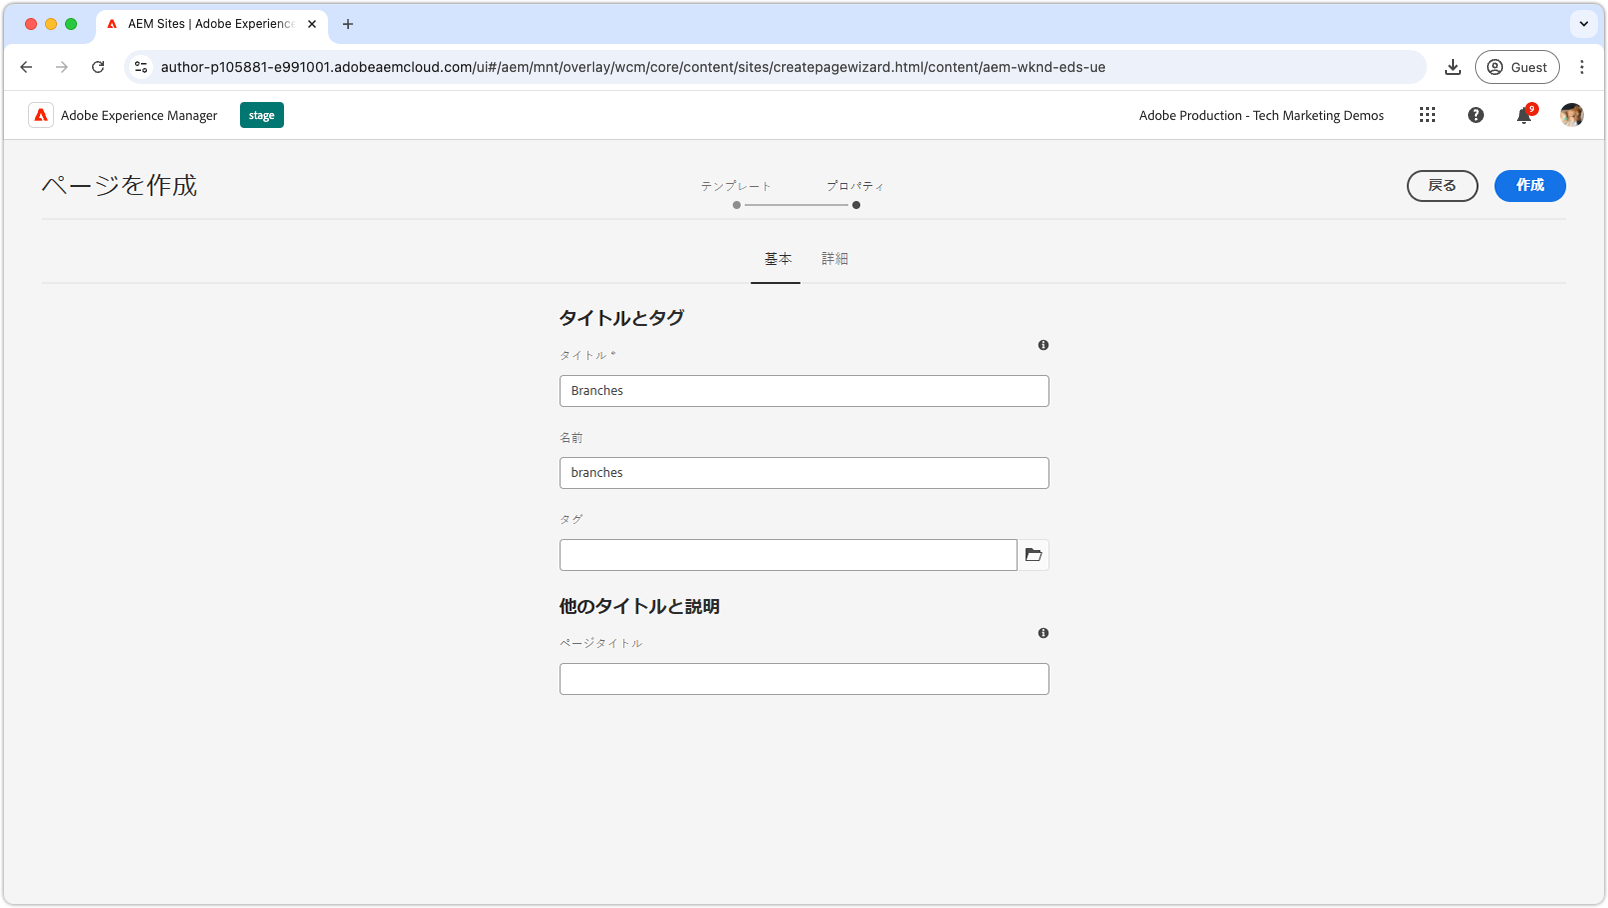 AEM Sites | Adobe Experience
author-p105881-e991001.adobeaemcloud.com/ui#/aem/mnt/overlay/wcm/core/content/sites/createpagewizard.html/content/aem-wknd-eds-ue
Guest
Adobe Experience Manager
stage
Adobe Production - Tech Marketing Demos
9
ページを作成
テンプレート
プロパティ
戻る
作成
基本
詳細
タイトルとタグ
タイトル *
Branches
名前
branches
タグ
他のタイトルと説明
ページタイトル